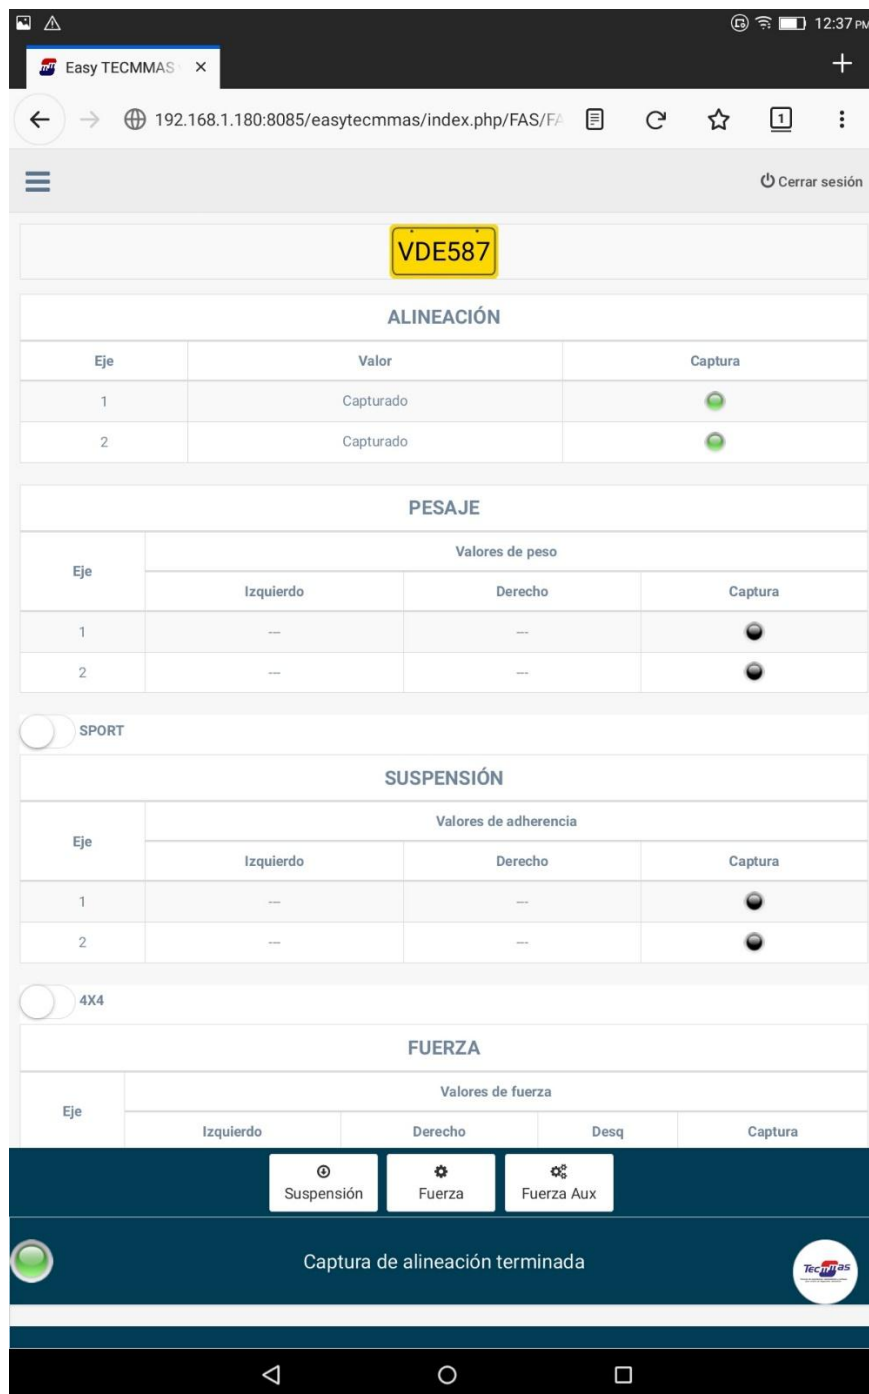 12:37 PM
Easy TECMMAS
192.168.1.180:8085/easytecmmas/index.php/FAS/FA
1
Cerrar sesión
VDE587
ALINEACIÓN
Eje Valor Captura
1 Capturado
2 Capturado
PESAJE
Eje Valores de peso
Izquierdo Derecho Captura
1 --- ---
2 --- ---
SPORT
SUSPENSIÓN
Eje Valores de adherencia
Izquierdo Derecho Captura
1 --- ---
2 --- ---
4X4
FUERZA
Eje Valores de fuerza
Izquierdo Derecho Desq Captura
Suspensión Fuerza Fuerza Aux
Captura de alineación terminada
Tecmmas